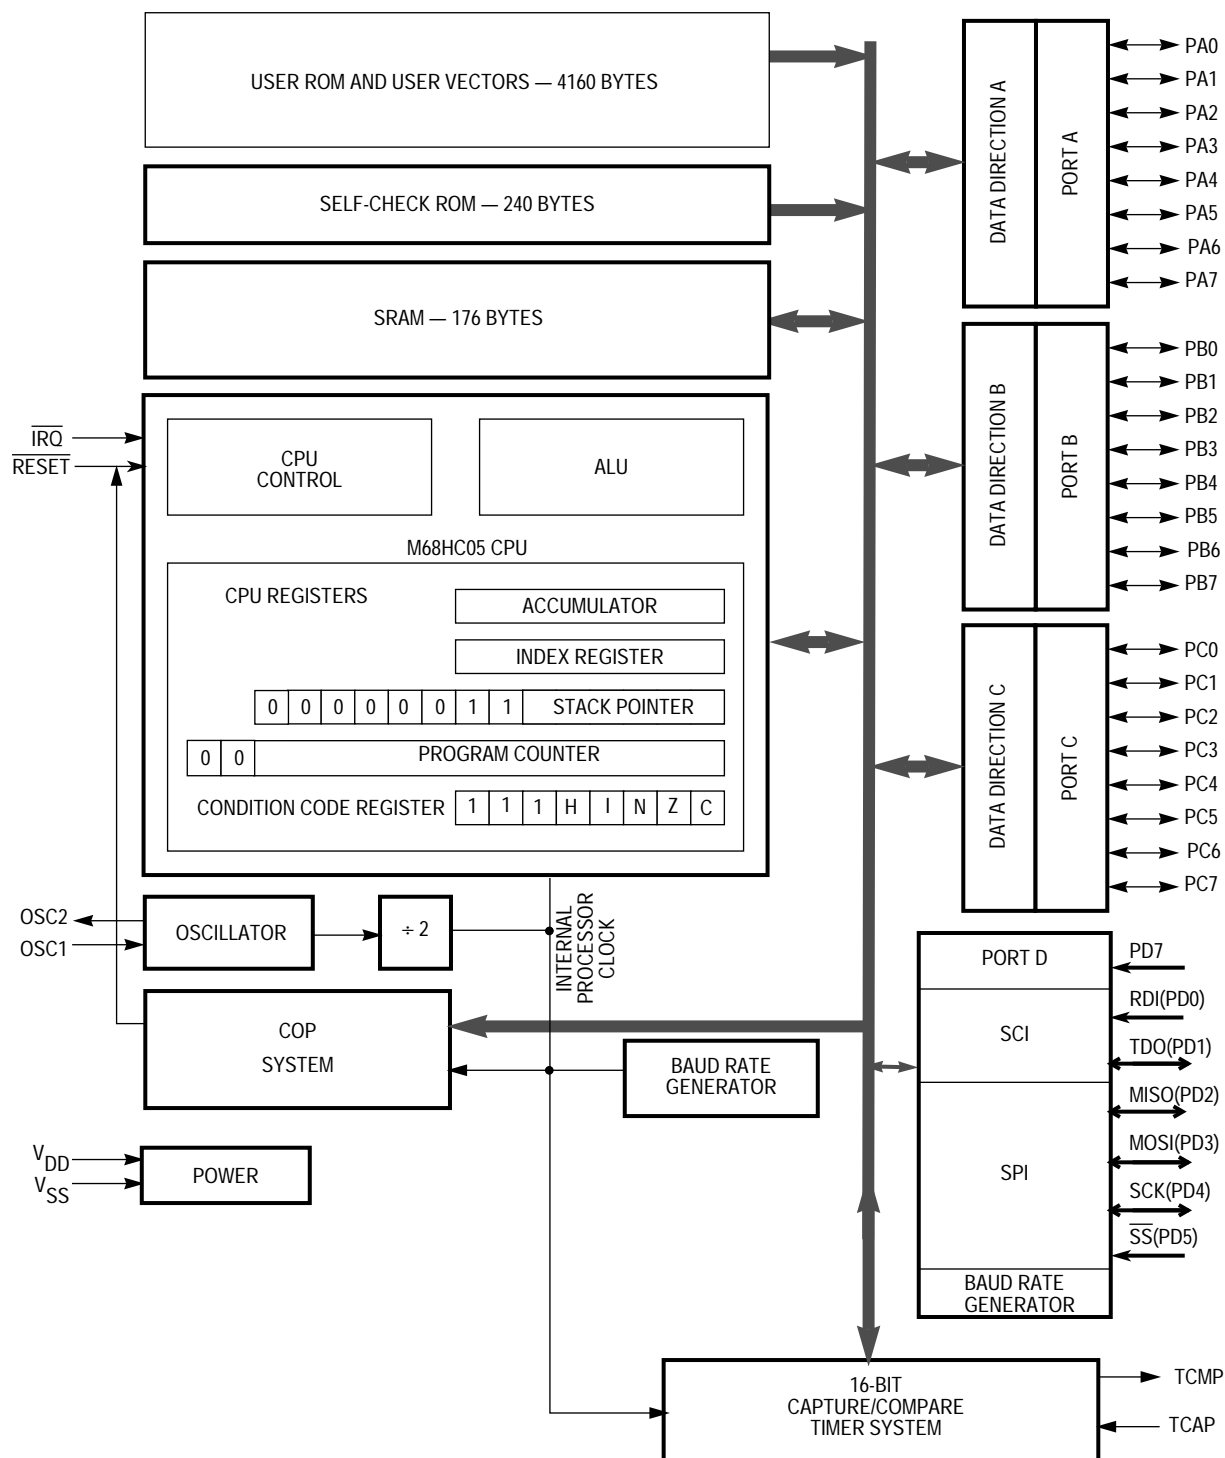 USER ROM AND USER VECTORS — 4160 BYTES
SELF-CHECK ROM — 240 BYTES
SRAM — 176 BYTES
IRQ
RESET
CPU
CONTROL
ALU
M68HC05 CPU
CPU REGISTERS
ACCUMULATOR
INDEX REGISTER
0 0 0 0 0 0 1 1 STACK POINTER
0 0 PROGRAM COUNTER
CONDITION CODE REGISTER 1 1 1 H I N Z C
OSC2
OSC1
OSCILLATOR
÷ 2
INTERNAL
PROCESSOR
CLOCK
COP
SYSTEM
BAUD RATE
GENERATOR
VDD
VSS
POWER
DATA DIRECTION A
PORT A
PA0
PA1
PA2
PA3
PA4
PA5
PA6
PA7
DATA DIRECTION B
PORT B
PB0
PB1
PB2
PB3
PB4
PB5
PB6
PB7
DATA DIRECTION C
PORT C
PC0
PC1
PC2
PC3
PC4
PC5
PC6
PC7
PORT D
SCI
SPI
BAUD RATE
GENERATOR
PD7
RDI(PD0)
TDO(PD1)
MISO(PD2)
MOSI(PD3)
SCK(PD4)
SS(PD5)
16-BIT
CAPTURE/COMPARE
TIMER SYSTEM
TCMP
TCAP